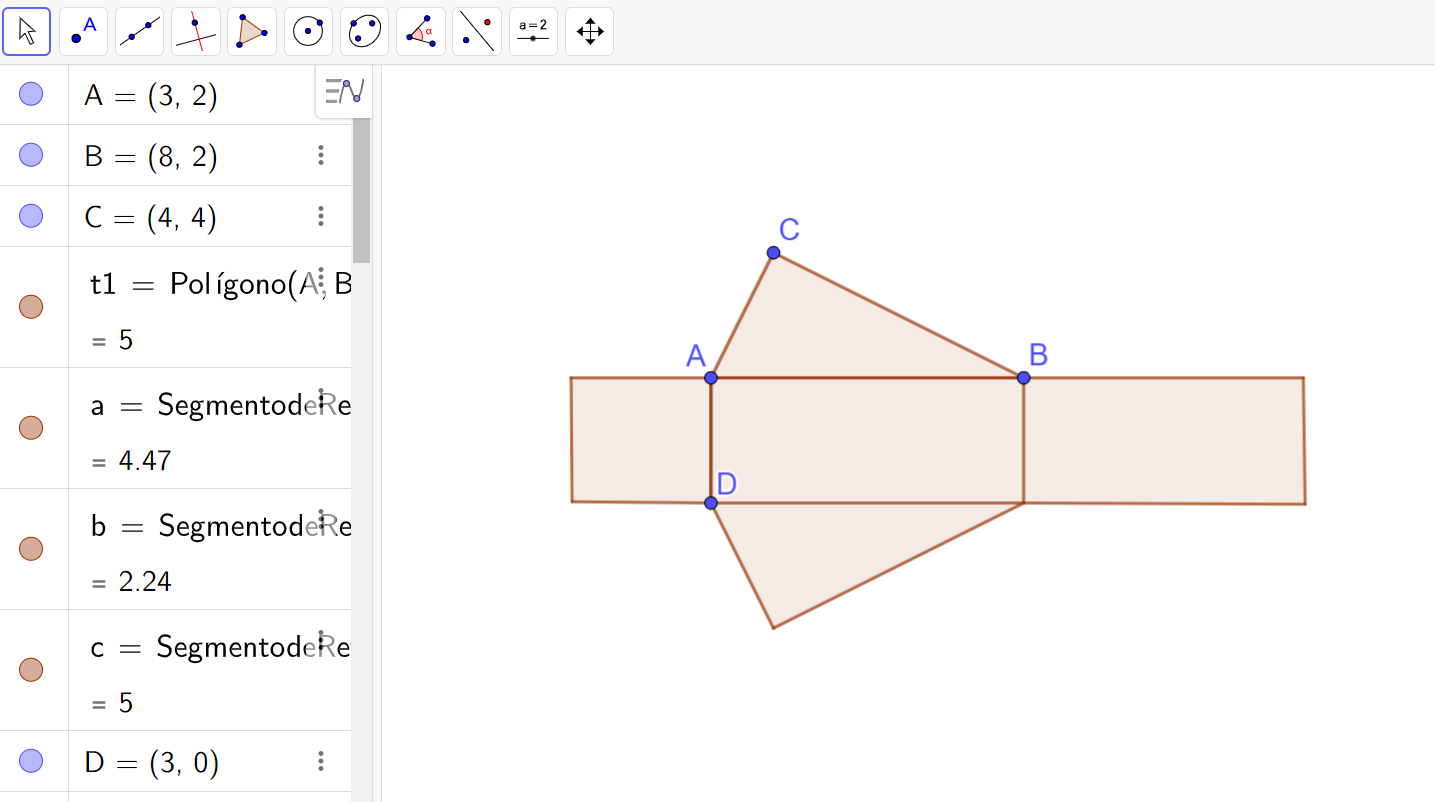 A
α
a=2
A = (3, 2)
B = (8, 2)
C = (4, 4)
t1 = Polígono(A, B
= 5
a = SegmentodeRe
= 4.47
b = SegmentodeRe
= 2.24
c = SegmentodeRe
= 5
D = (3, 0)
C
A
B
D